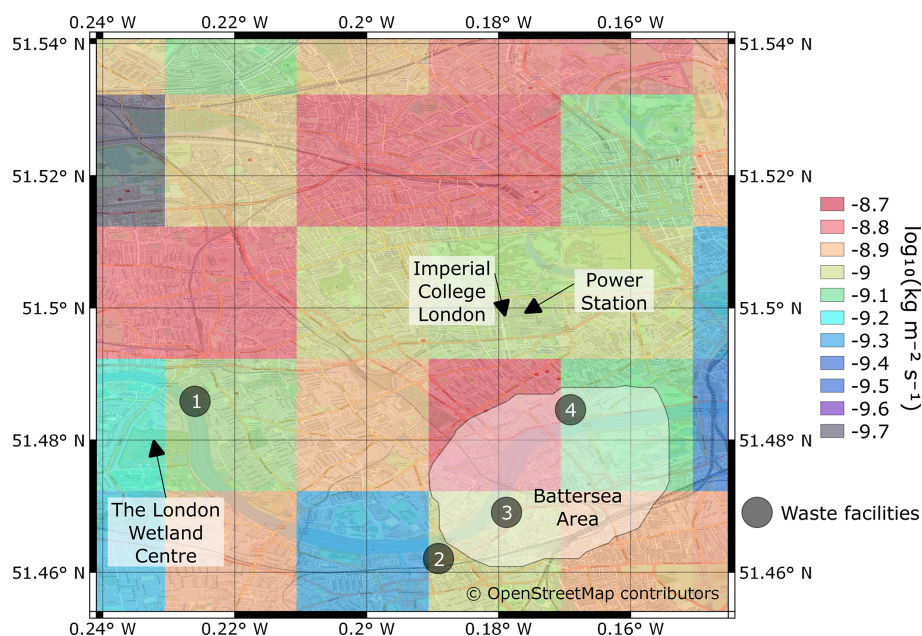 0.24° W
0.22° W
0.2° W
0.18° W
0.16° W
51.54° N
51.54° N
51.52° N
51.52° N
51.5° N
51.5° N
51.48° N
51.48° N
51.46° N
51.46° N
Imperial
College
London
Power
Station
1
4
3
2
Battersea
Area
The London
Wetland
Centre
© OpenStreetMap contributors
0.24° W
0.22° W
0.2° W
0.18° W
0.16° W
-8.7
-8.8
-8.9
-9
-9.1
-9.2
-9.3
-9.4
-9.5
-9.6
-9.7
log₁₀(kg m⁻² s⁻¹)
Waste facilities